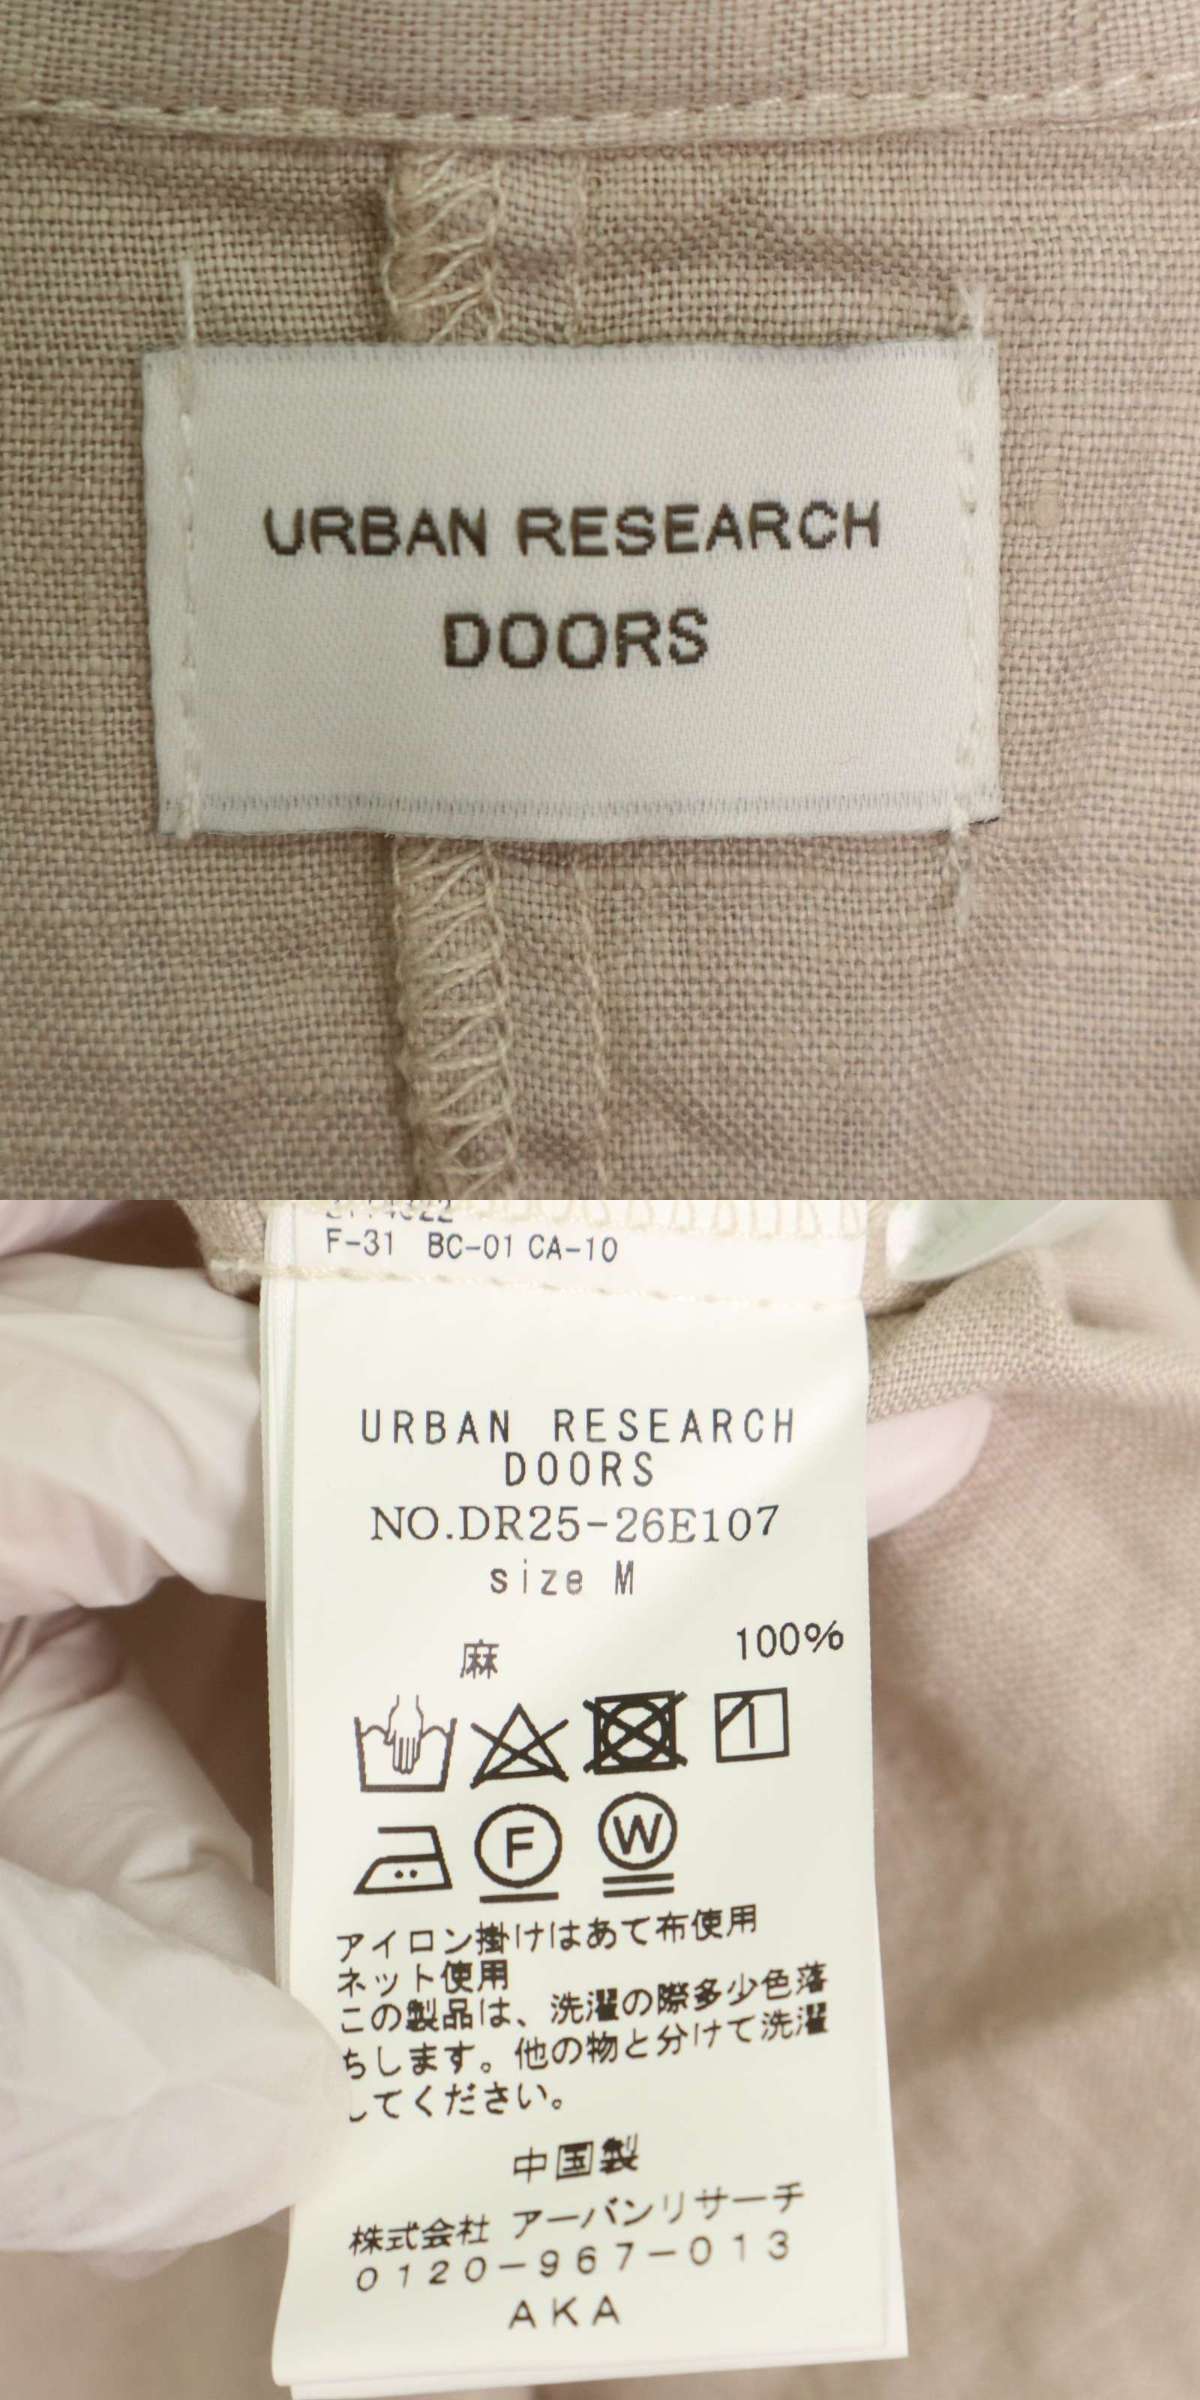 URBAN RESEARCH
DOORS
F-31 BC-01 CA-10
URBAN RESEARCH
DOORS
NO.DR25-26E107
size M
麻 100%
F W
アイロン掛けはあて布使用
ネット使用
この製品は、洗濯の際多少色落
ちします。他の物と分けて洗濯
してください。
中国製
株式会社 アーバンリサーチ
0120-967-013
AKA